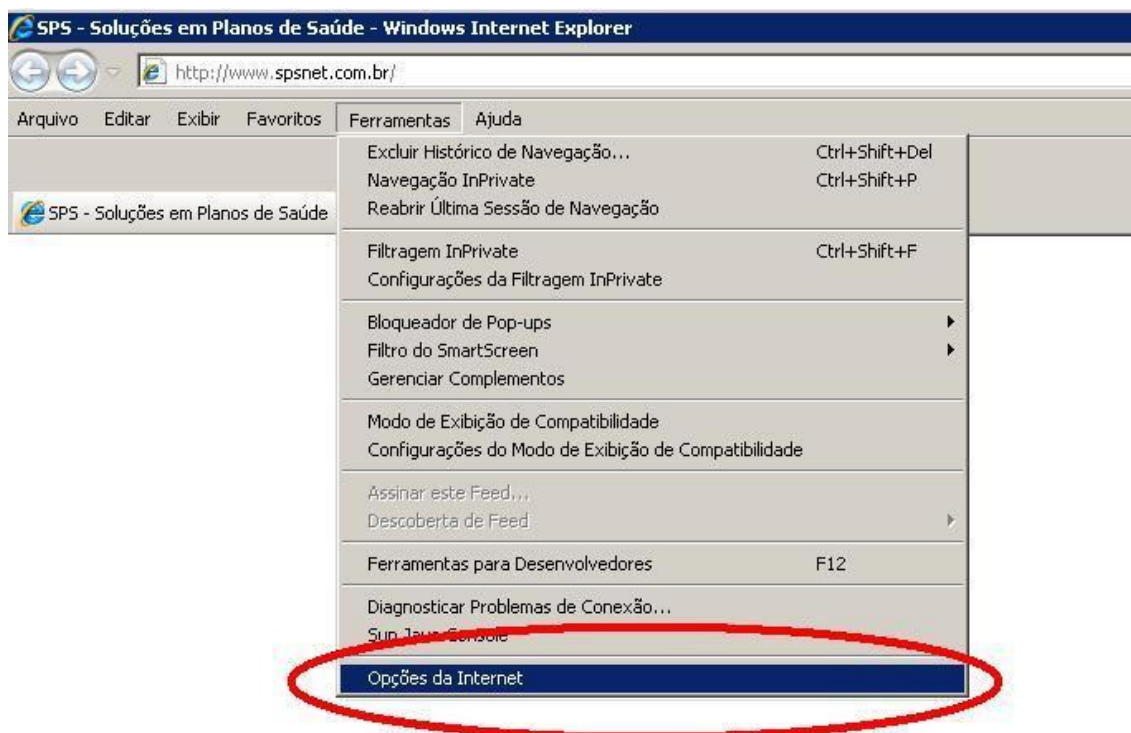 SPS - Soluções em Planos de Saúde - Windows Internet Explorer
http://www.spsnet.com.br/
Arquivo Editar Exibir Favoritos Ferramentas Ajuda
Excluir Histórico de Navegação... Ctrl+Shift+Del
Navegação InPrivate Ctrl+Shift+P
Reabrir Última Sessão de Navegação
SPS - Soluções em Planos de Saúde
Filtragem InPrivate Ctrl+Shift+F
Configurações da Filtragem InPrivate
Bloqueador de Pop-ups
Filtro do SmartScreen
Gerenciar Complementos
Modo de Exibição de Compatibilidade
Configurações do Modo de Exibição de Compatibilidade
Assinar este Feed...
Descoberta de Feed
Ferramentas para Desenvolvedores F12
Diagnosticar Problemas de Conexão...
Sun Java Console
Opções da Internet